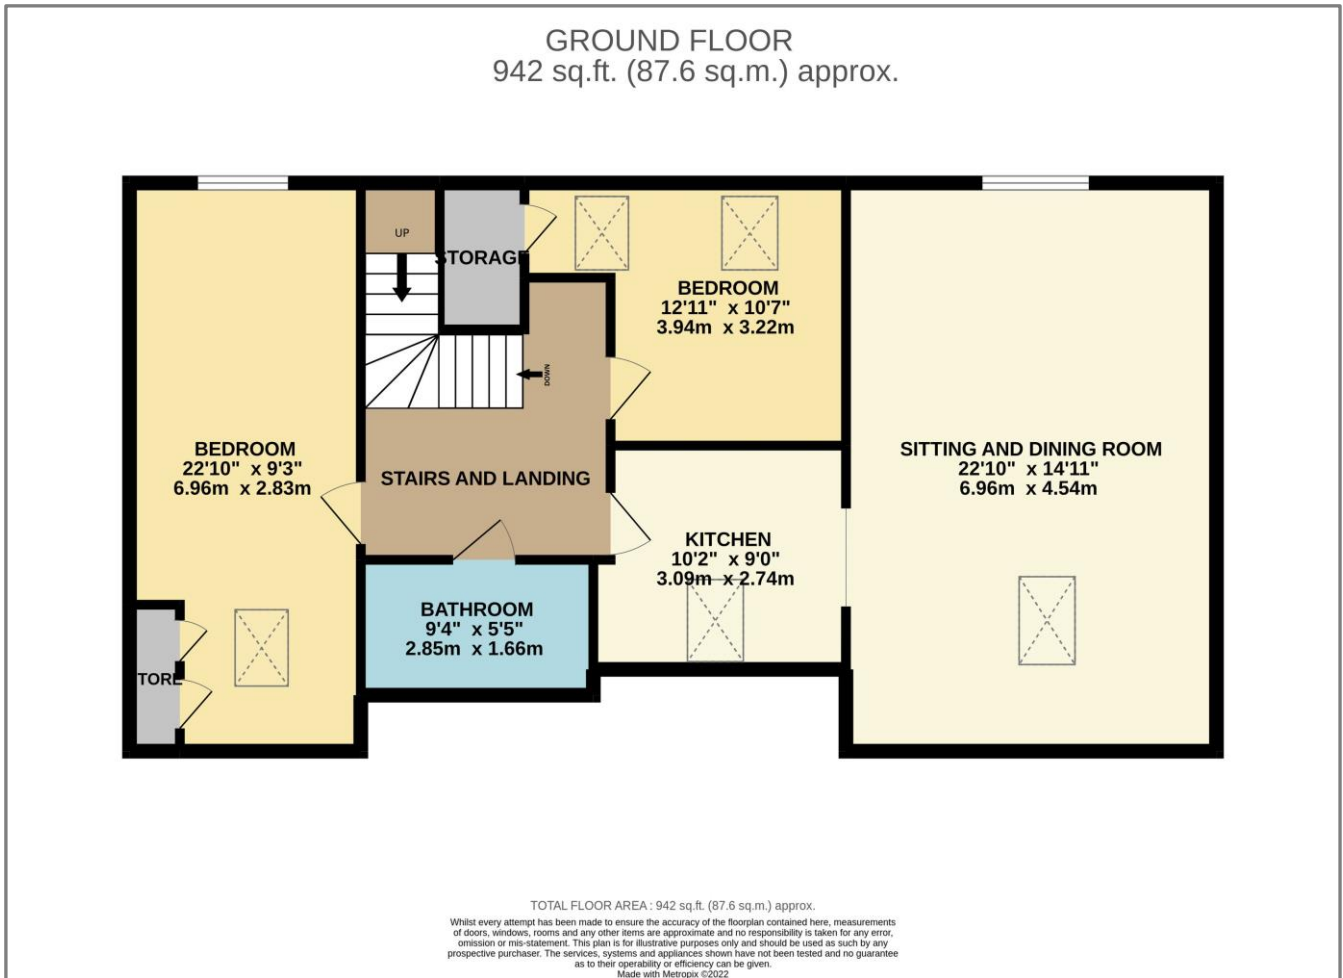 GROUND FLOOR
942 sq.ft. (87.6 sq.m.) approx.
UP
STORAGE
BEDROOM
12'11" x 10'7"
3.94m x 3.22m
DOWN
BEDROOM
22'10" x 9'3"
6.96m x 2.83m
STAIRS AND LANDING
SITTING AND DINING ROOM
22'10" x 14'11"
6.96m x 4.54m
KITCHEN
10'2" x 9'0"
3.09m x 2.74m
BATHROOM
9'4" x 5'5"
2.85m x 1.66m
TORE
TOTAL FLOOR AREA : 942 sq.ft. (87.6 sq.m.) approx.
Whilst every attempt has been made to ensure the accuracy of the floorplan contained here, measurements
of doors, windows, rooms and any other items are approximate and no responsibility is taken for any error,
omission or mis-statement. This plan is for illustrative purposes only and should be used as such by any
prospective purchaser. The services, systems and appliances shown have not been tested and no guarantee
as to their operability or efficiency can be given.
Made with Metropix ©2022